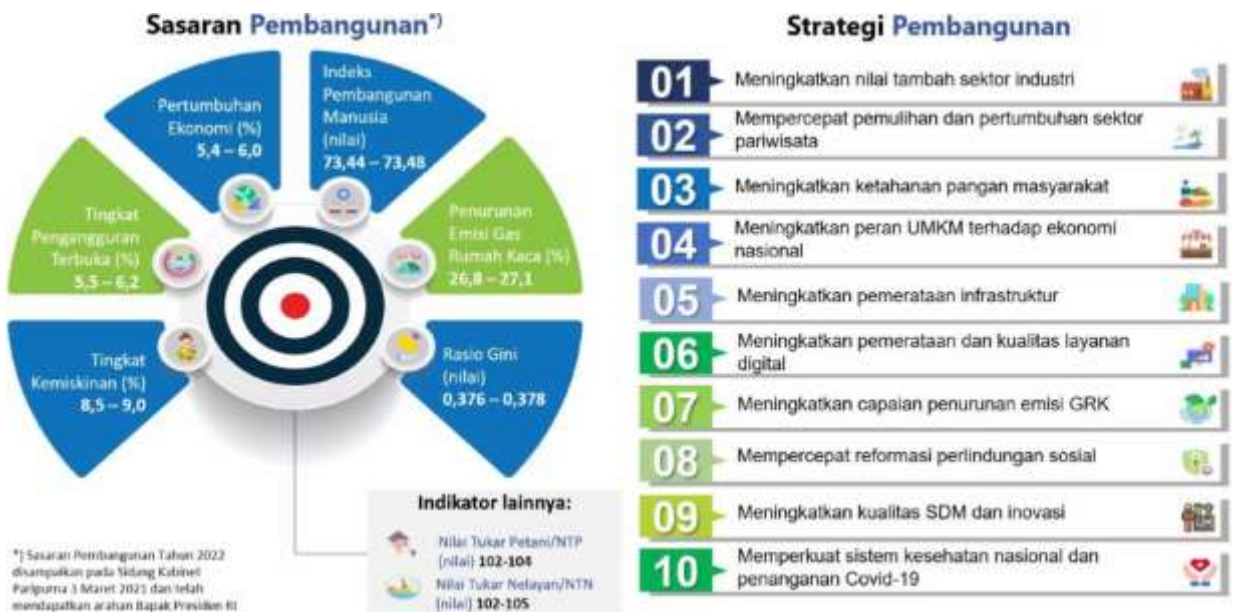 Sasaran Pembangunan*)
Indeks
Pembangunan
Manusia
(nilai)
73,44 – 73,48
Pertumbuhan
Ekonomi (%)
5,4 – 6,0
Tingkat
Pengangguran
Terbuka (%)
5,5 – 6,2
Penurunan
Emisi Gas
Rumah Kaca (%)
26,8 – 27,1
Tingkat
Kemiskinan (%)
8,5 – 9,0
Rasio Gini
(nilai)
0,376 – 0,378
Indikator lainnya:
Nilai Tukar Petani/NTP
(nilai) 102-104
Nilai Tukar Nelayan/NTN
(nilai) 102-105
*) Sasaran Pembangunan Tahun 2022
disampaikan pada Sidang Kabinet
Paripurna 3 Maret 2021 dan telah
mendapatkan arahan Bapak Presiden RI
Strategi Pembangunan
01 Meningkatkan nilai tambah sektor industri
02 Mempercepat pemulihan dan pertumbuhan sektor
pariwisata
03 Meningkatkan ketahanan pangan masyarakat
04 Meningkatkan peran UMKM terhadap ekonomi
nasional
05 Meningkatkan pemerataan infrastruktur
06 Meningkatkan pemerataan dan kualitas layanan
digital
07 Meningkatkan capaian penurunan emisi GRK
08 Mempercepat reformasi perlindungan sosial
09 Meningkatkan kualitas SDM dan inovasi
10 Memperkuat sistem kesehatan nasional dan
penanganan Covid-19